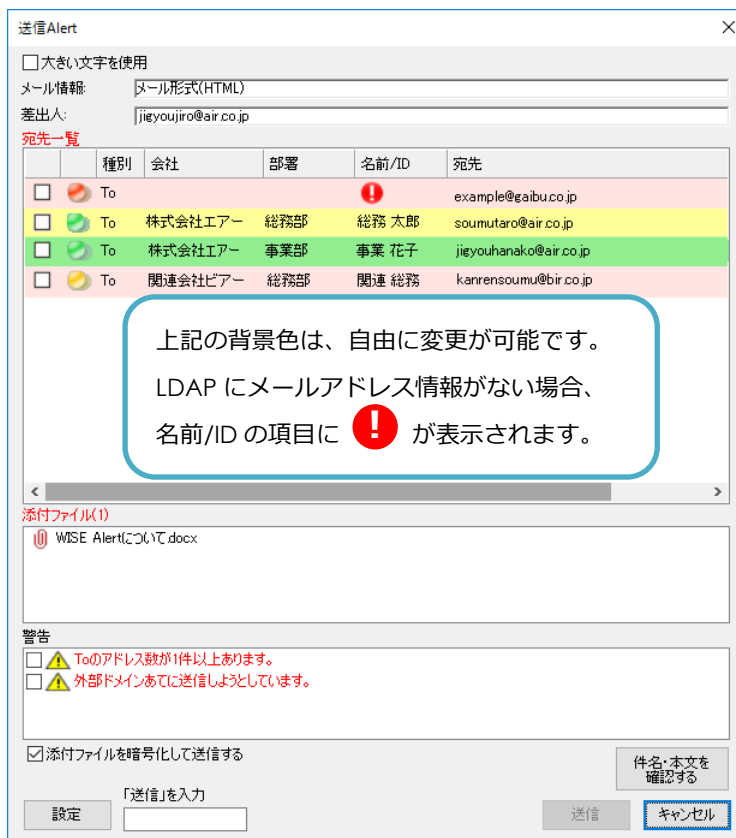 送信Alert
大きい文字を使用
メール情報: メール形式(HTML)
差出人: jigyoujiro@air.co.jp
宛先一覧
種別 会社 部署 名前/ID 宛先
To example@gaibu.co.jp
To 株式会社エアー 総務部 総務 太郎 soumutaro@air.co.jp
To 株式会社エアー 事業部 事業 花子 jigyouhanako@air.co.jp
To 関連会社ビアー 総務部 関連 総務 kanrensoumu@bir.co.jp
上記の背景色は、自由に変更が可能です。
LDAP にメールアドレス情報がない場合、
名前/ID の項目に ! が表示されます。
添付ファイル(1)
WISE Alertについて.docx
警告
Toのアドレス数が1件以上あります。
外部ドメインあてに送信しようとしています。
添付ファイルを暗号化して送信する
件名・本文を
確認する
「送信」を入力
設定 送信 キャンセル